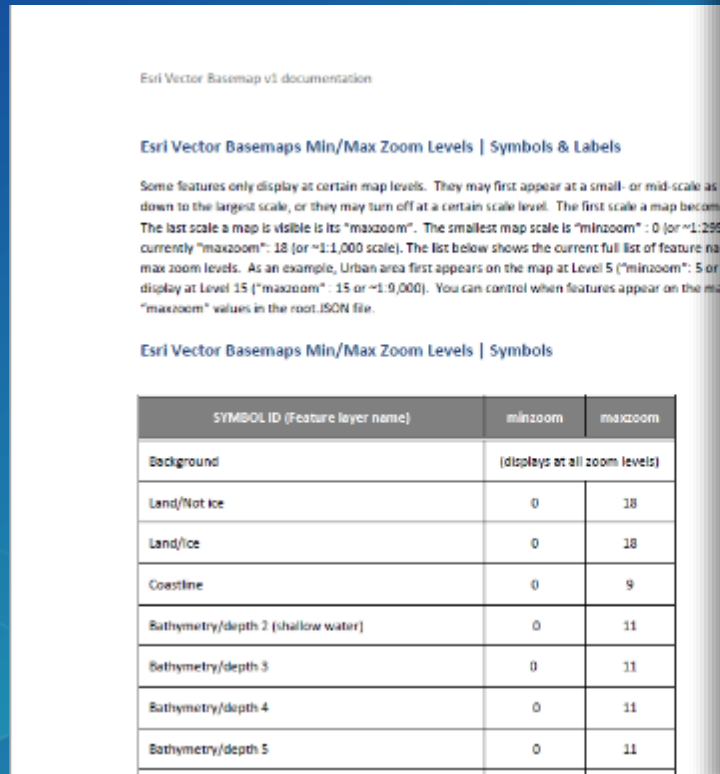 Esri Vector Basemap v1 documentation
Esri Vector Basemaps Min/Max Zoom Levels | Symbols & Labels
Some features only display at certain map levels. They may first appear at a small- or mid-scale as
down to the largest scale, or they may turn off at a certain scale level. The first scale a map
The last scale a map is visible is its "maxzoom". The smallest map scale is "minzoom" : 0 (or
currently "maxzoom": 18 (or ~1:1,000 scale). The list below shows the current full list of feature
max zoom levels. As an example, Urban area first appears on the map at Level 5 ("minzoom": 5 or
display at Level 15 ("maxzoom" : 15 or ~1:9,000). You can control when features appear on the
"maxzoom" values in the root.JSON file.
Esri Vector Basemaps Min/Max Zoom Levels | Symbols
SYMBOL ID (Feature layer name) minzoom maxzoom
Background (displays at all zoom levels)
Land/Not ice 0 18
Land/Ice 0 18
Coastline 0 9
Bathymetry/depth 2 (shallow water) 0 11
Bathymetry/depth 3 0 11
Bathymetry/depth 4 0 11
Bathymetry/depth 5 0 11